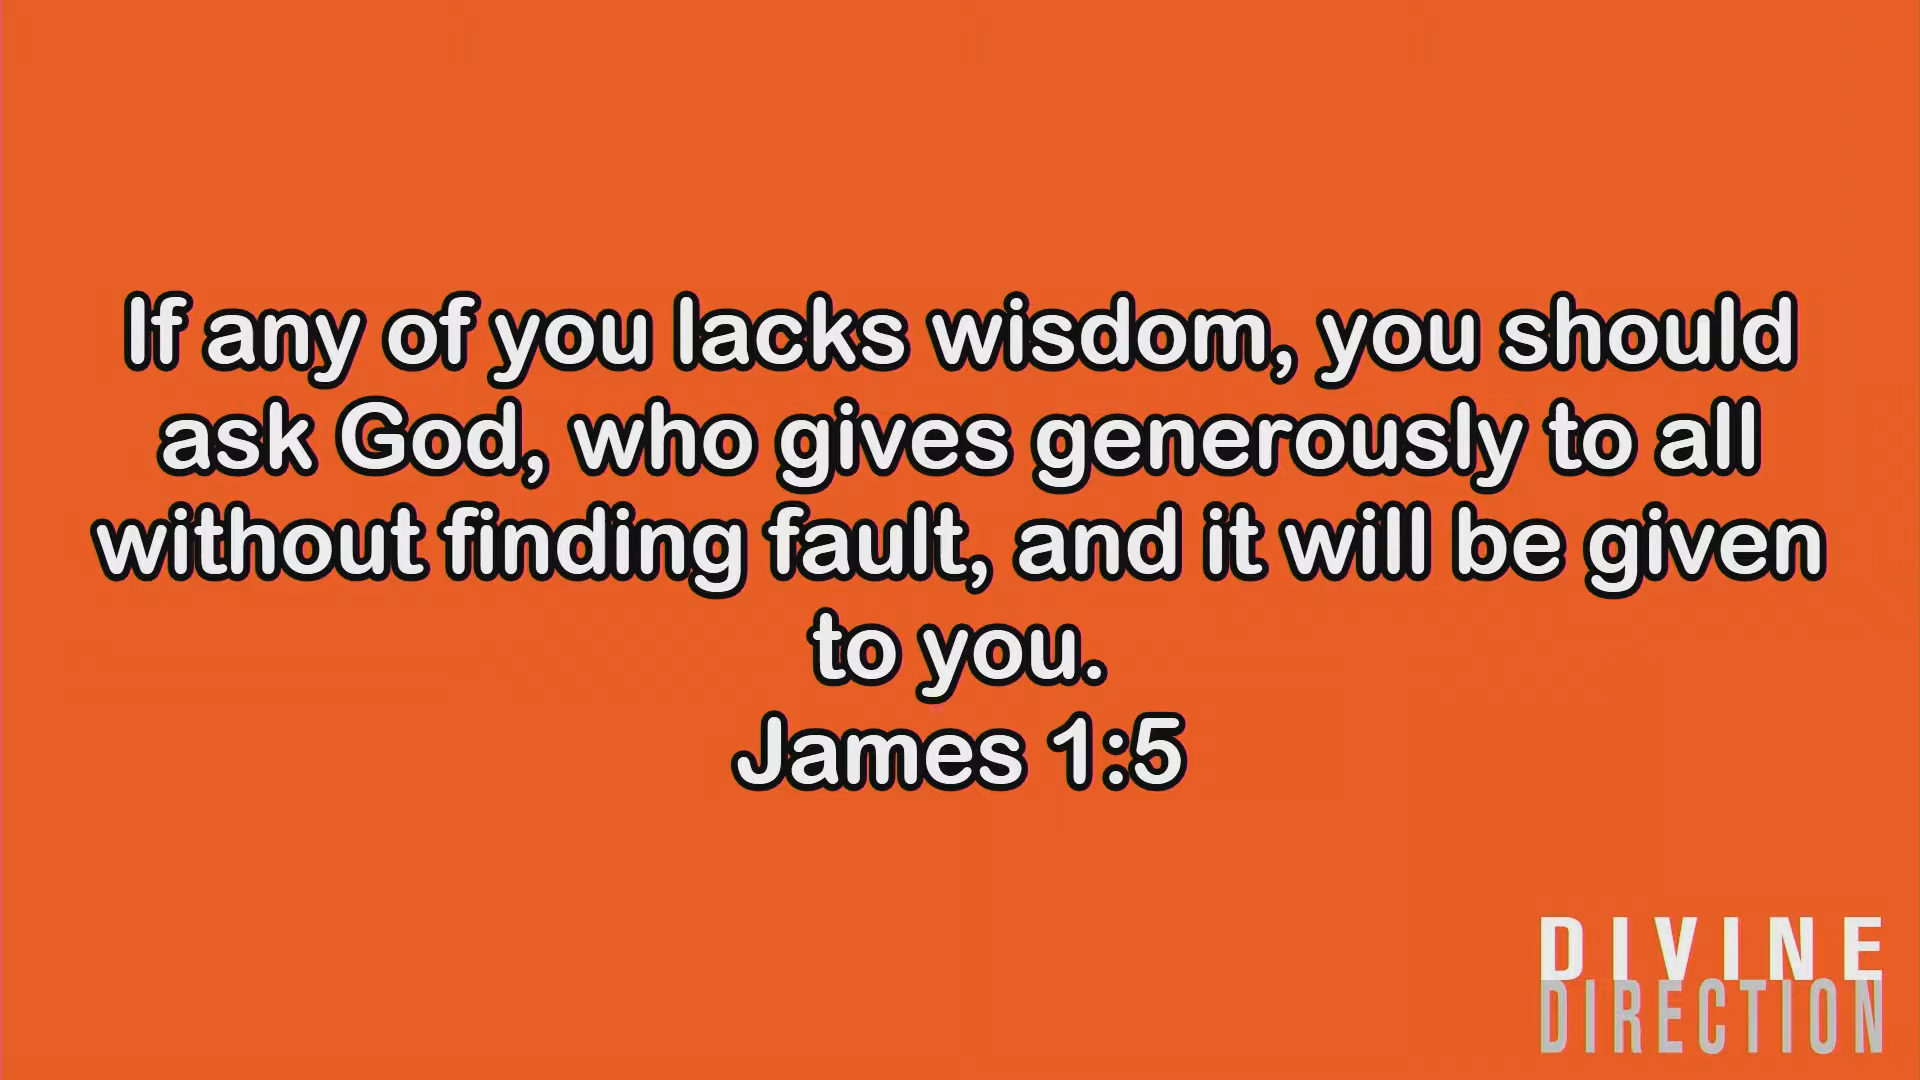 If any of you lacks wisdom, you should
ask God, who gives generously to all
without finding fault, and it will be given
to you.
James 1:5
DIVINE
DIRECTION